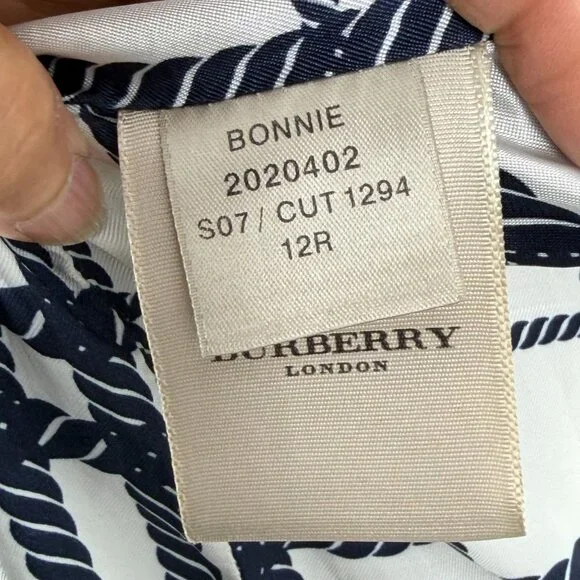 BONNIE
2020402
S07 / CUT 1294
12R
BURBERRY
LONDON